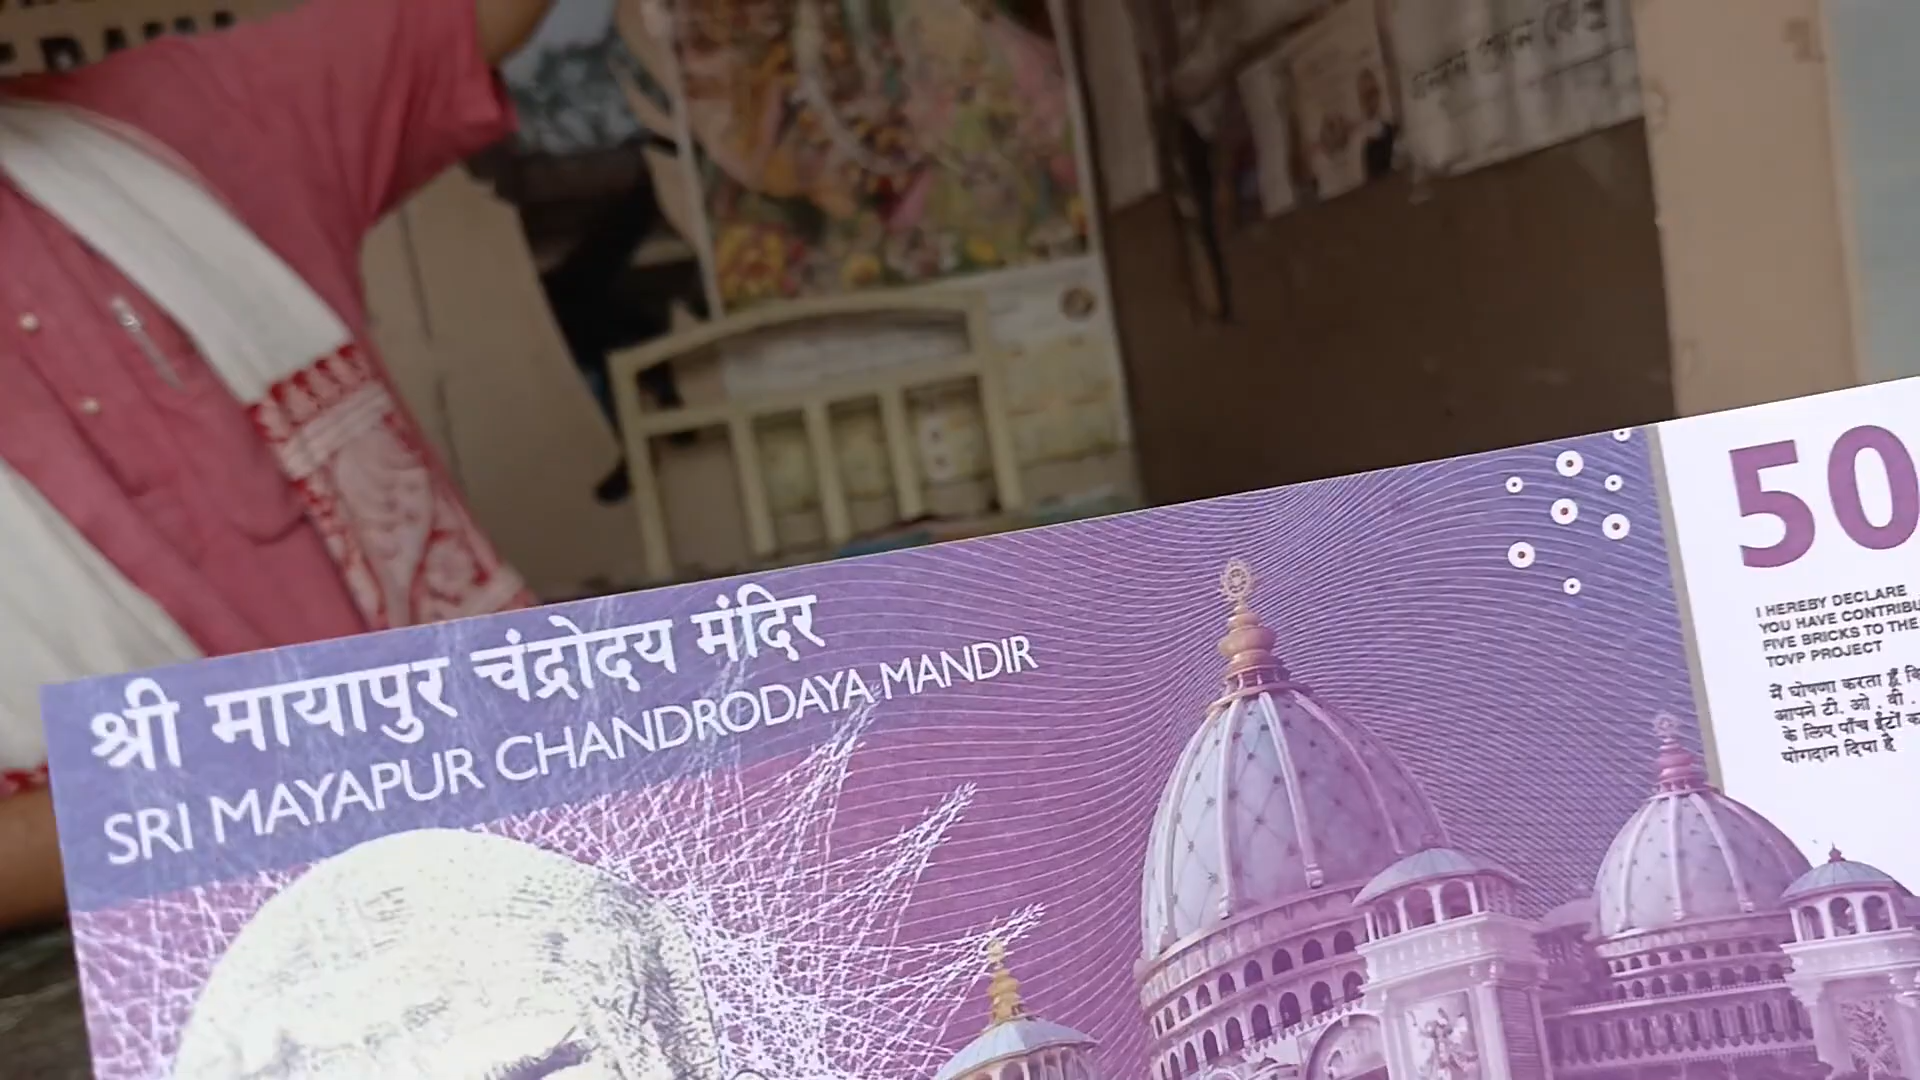 श्री मायापुर चंद्रोदय मंदिर
SRI MAYAPUR CHANDRODAYA MANDIR
50
I HEREBY DECLARE
YOU HAVE CONTRIBU
FIVE BRICKS TO THE
TOVP PROJECT
मैं घोषणा करता हूँ कि
आपने टी. ओ . वी .
के लिए पाँच ईंटों का
योगदान दिया है